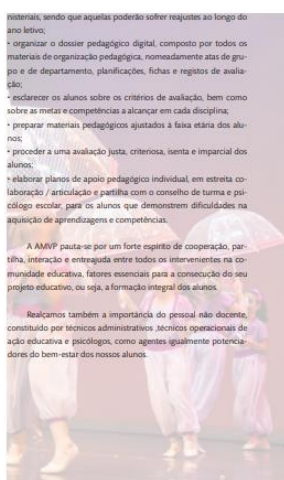 nisteriais, sendo que aquelas poderão sofrer reajustes ao longo do
ano letivo;
• organizar o dossier pedagógico digital, composto por todos os
materiais de organização pedagógica, nomeadamente atas de gru-
po e de departamento, planificações, fichas e registos de avalia-
ção;
• esclarecer os alunos sobre os critérios de avaliação, bem como
sobre as metas e competências a alcançar em cada disciplina;
• preparar materiais pedagógicos ajustados à faixa etária dos alu-
nos;
• proceder a uma avaliação justa, criteriosa, isenta e imparcial dos
alunos;
• elaborar planos de apoio pedagógico individual, em estreita co-
laboração / articulação e partilha com o conselho de turma e psi-
cólogo escolar, para os alunos que demonstrem dificuldades na
aquisição de aprendizagens e competências.
A AMVP pauta-se por um forte espírito de cooperação, par-
tilha, interação e entreajuda entre todos os intervenientes na co-
munidade educativa, fatores essenciais para a consecução do seu
projeto educativo, ou seja, a formação integral dos alunos.
Realçamos também a importância do pessoal não docente,
constituído por técnicos administrativos ,técnicos operacionais de
ação educativa e psicólogos, como agentes igualmente potencia-
dores do bem-estar dos nossos alunos.